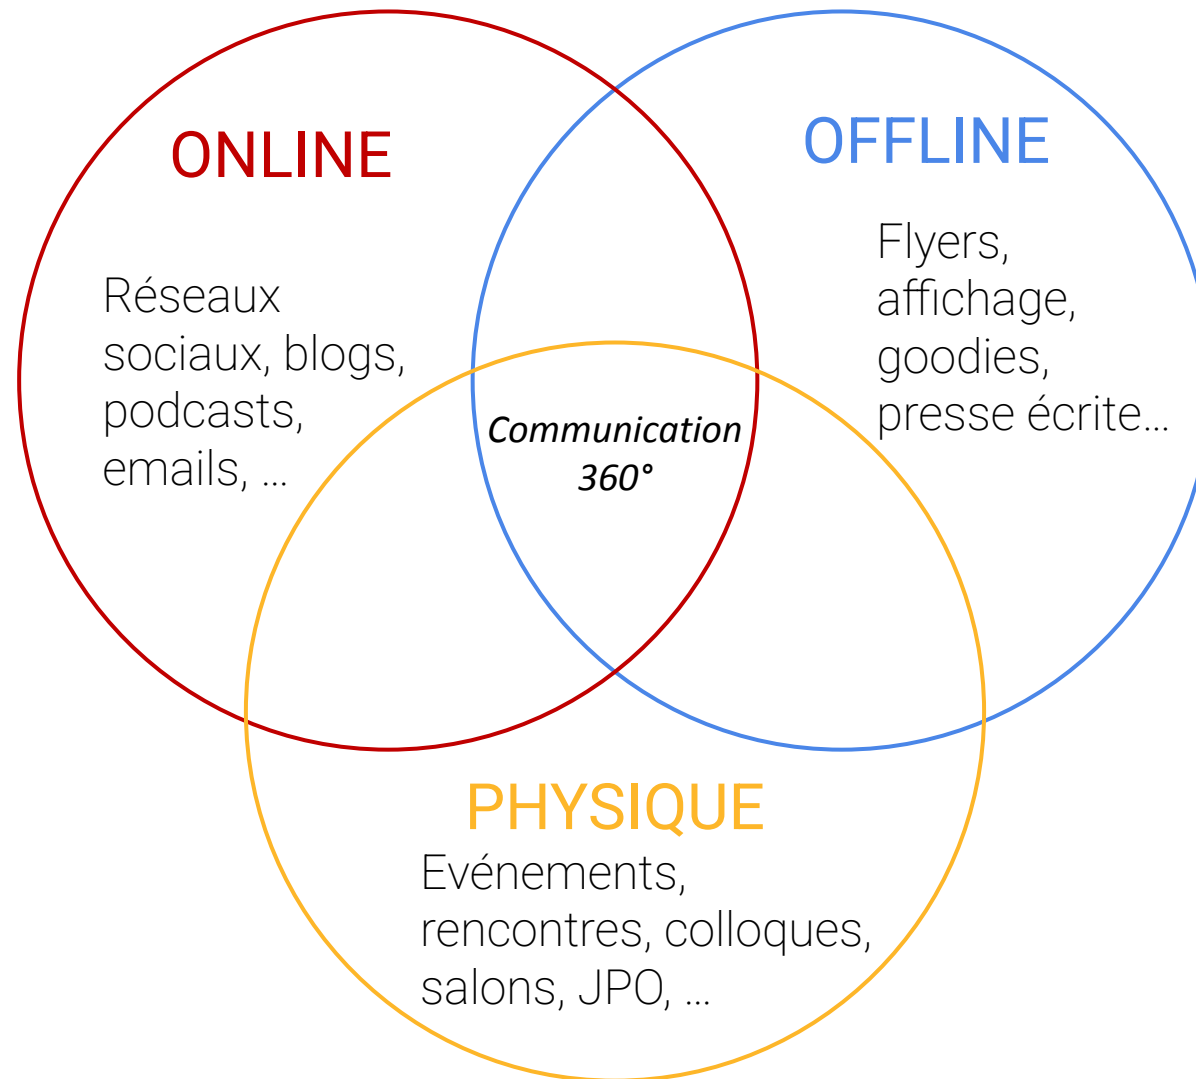 ONLINE
Réseaux
sociaux, blogs,
podcasts,
emails, ...
OFFLINE
Flyers,
affichage,
goodies,
presse écrite...
Communication
360°
PHYSIQUE
Evénements,
rencontres, colloques,
salons, JPO, ...